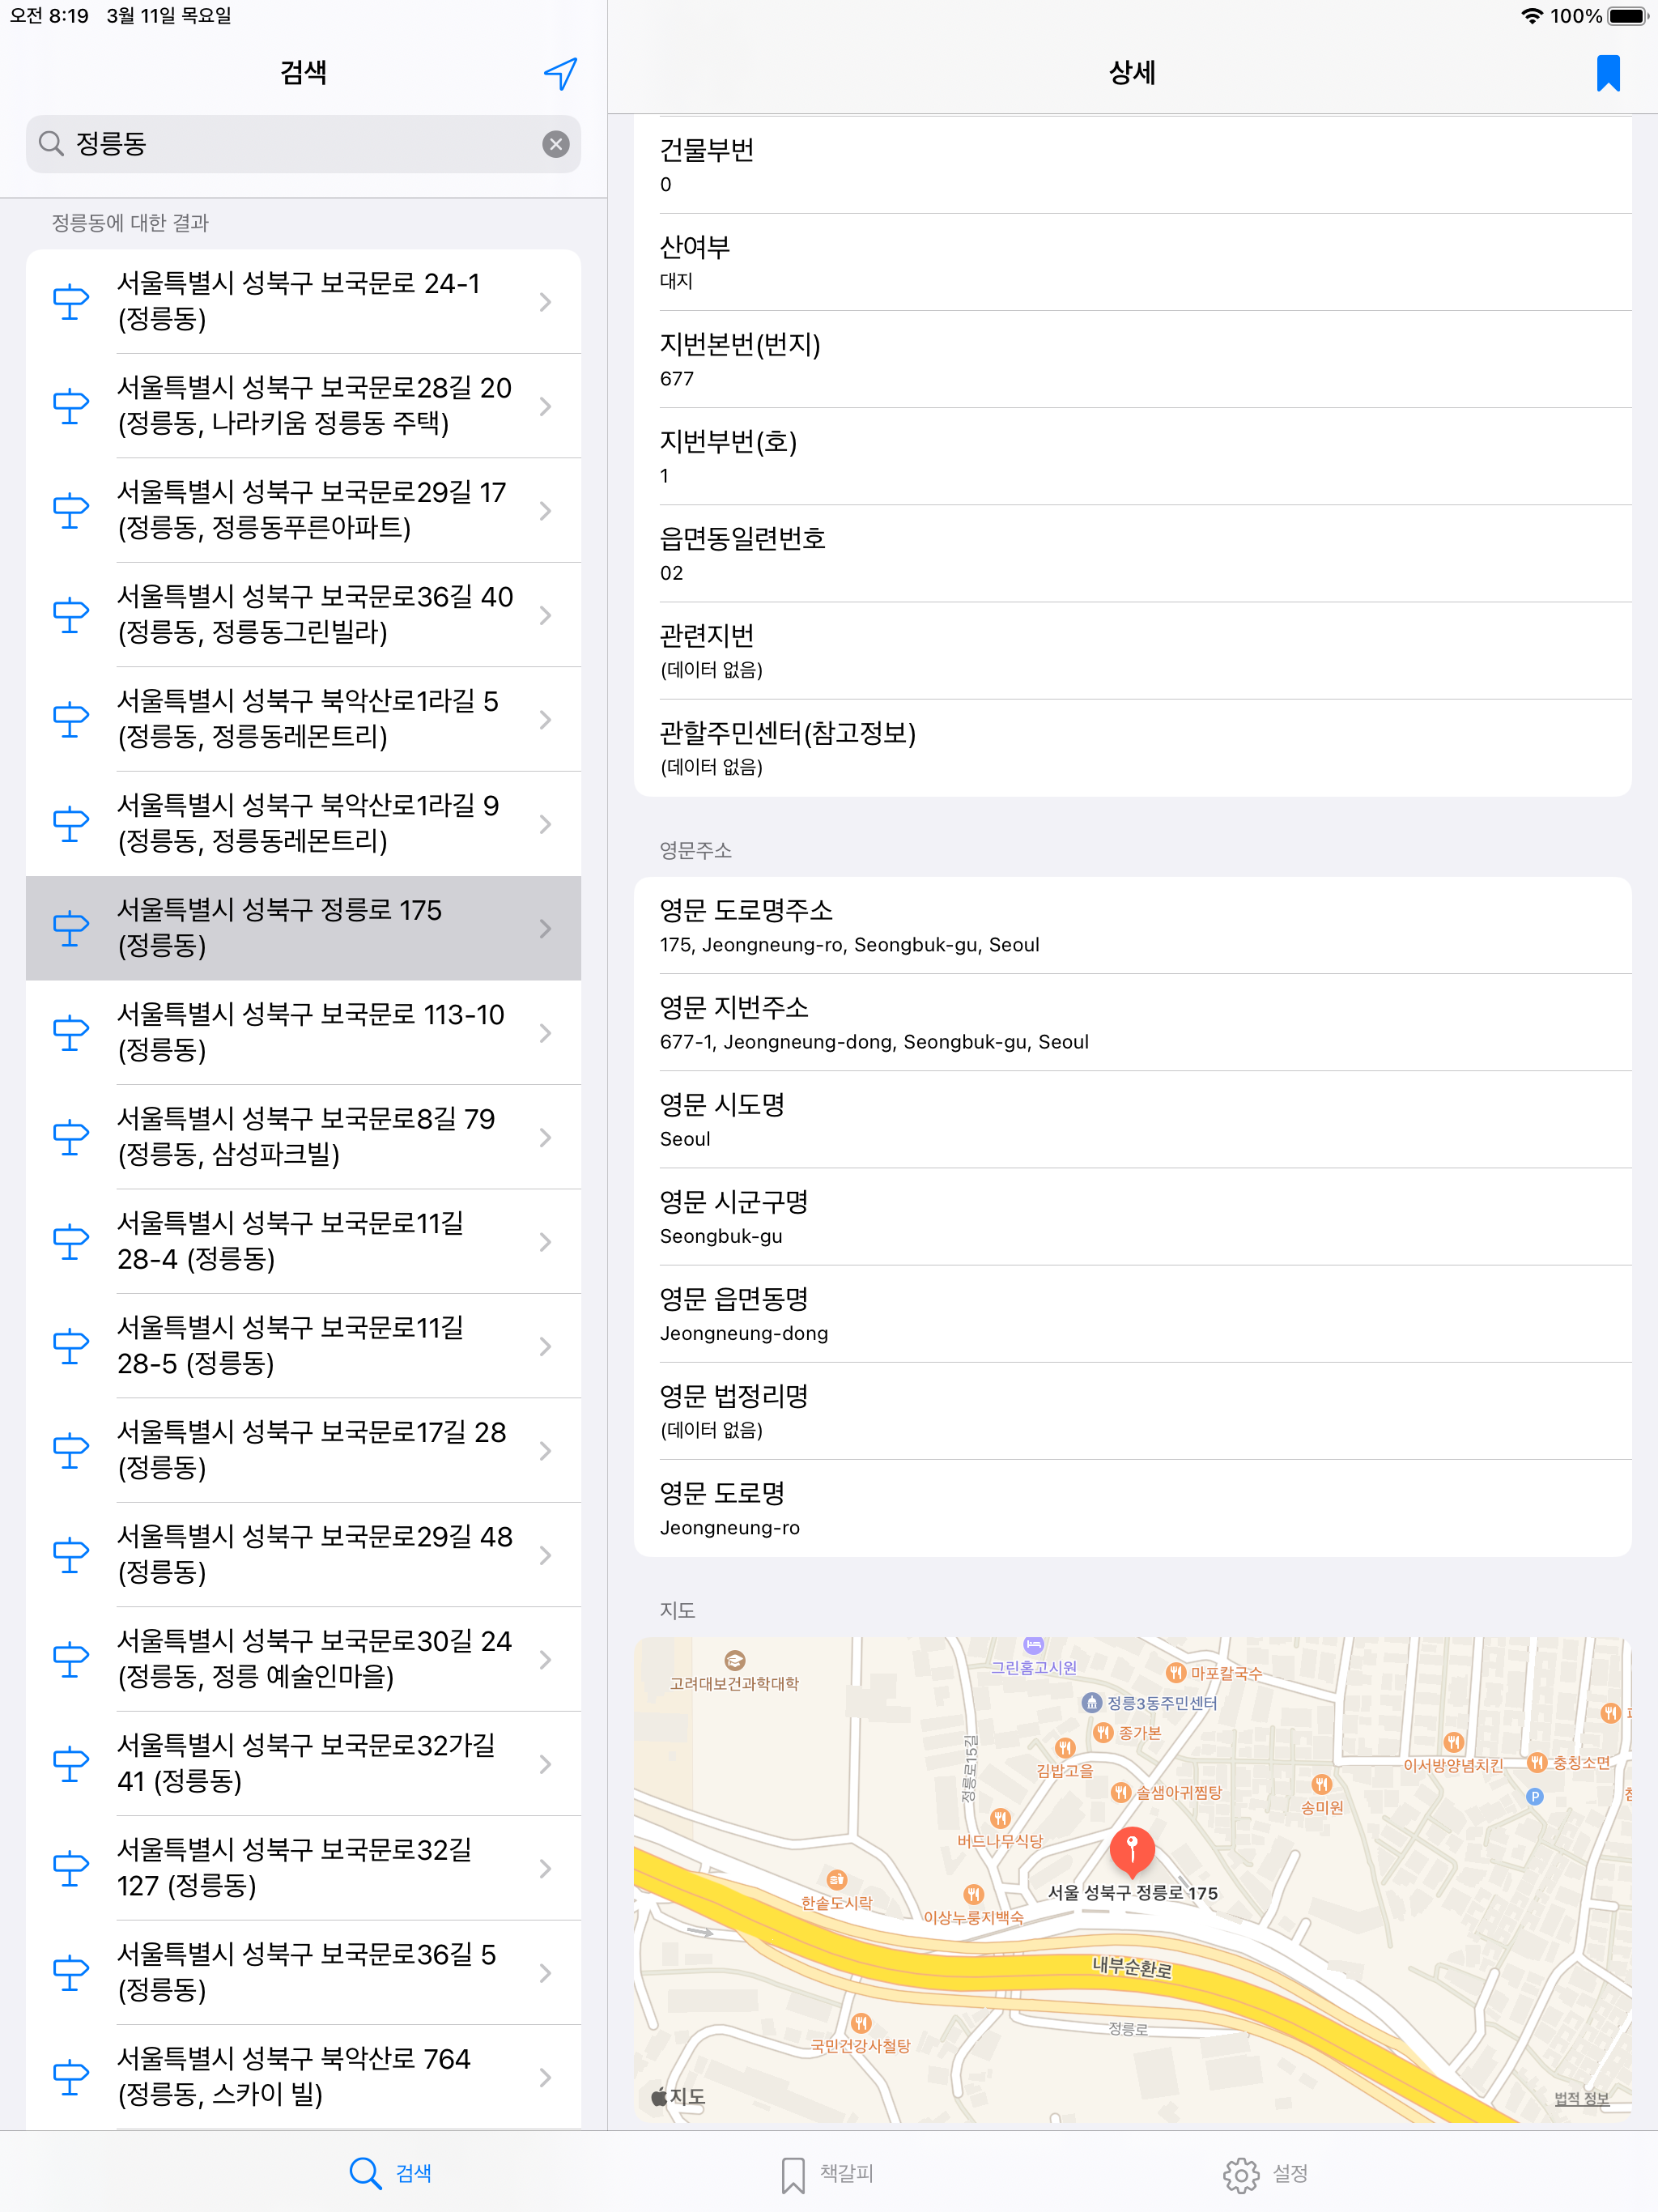 오전 8:19 3월 11일 목요일
100%
검색
정릉동
정릉동에 대한 결과
서울특별시 성북구 보국문로 24-1
(정릉동)
서울특별시 성북구 보국문로28길 20
(정릉동, 나라키움 정릉동 주택)
서울특별시 성북구 보국문로29길 17
(정릉동, 정릉동푸른아파트)
서울특별시 성북구 보국문로36길 40
(정릉동, 정릉동그린빌라)
서울특별시 성북구 북악산로1라길 5
(정릉동, 정릉동레몬트리)
서울특별시 성북구 북악산로1라길 9
(정릉동, 정릉동레몬트리)
서울특별시 성북구 정릉로 175
(정릉동)
서울특별시 성북구 보국문로 113-10
(정릉동)
서울특별시 성북구 보국문로8길 79
(정릉동, 삼성파크빌)
서울특별시 성북구 보국문로11길
28-4 (정릉동)
서울특별시 성북구 보국문로11길
28-5 (정릉동)
서울특별시 성북구 보국문로17길 28
(정릉동)
서울특별시 성북구 보국문로29길 48
(정릉동)
서울특별시 성북구 보국문로30길 24
(정릉동, 정릉 예술인마을)
서울특별시 성북구 보국문로32가길
41 (정릉동)
서울특별시 성북구 보국문로32길
127 (정릉동)
서울특별시 성북구 보국문로36길 5
(정릉동)
서울특별시 성북구 북악산로 764
(정릉동, 스카이 빌)
상세
건물부번
0
산여부
대지
지번본번(번지)
677
지번부번(호)
1
읍면동일련번호
02
관련지번
(데이터 없음)
관할주민센터(참고정보)
(데이터 없음)
영문주소
영문 도로명주소
175, Jeongneung-ro, Seongbuk-gu, Seoul
영문 지번주소
677-1, Jeongneung-dong, Seongbuk-gu, Seoul
영문 시도명
Seoul
영문 시군구명
Seongbuk-gu
영문 읍면동명
Jeongneung-dong
영문 법정리명
(데이터 없음)
영문 도로명
Jeongneung-ro
지도
그린홈고시원
고려대보건과학대학
마포칼국수
정릉3동주민센터
종가본
정릉로15길
김밥고을
이서방양념치킨
충칭소면
솔샘아귀찜탕
P
송미원
버드나무식당
서울 성북구 정릉로 175
한솥도시락
이상누룽지백숙
내부순환로
정릉로
국민건강사철탕
지도
법적 정보
검색
책갈피
설정